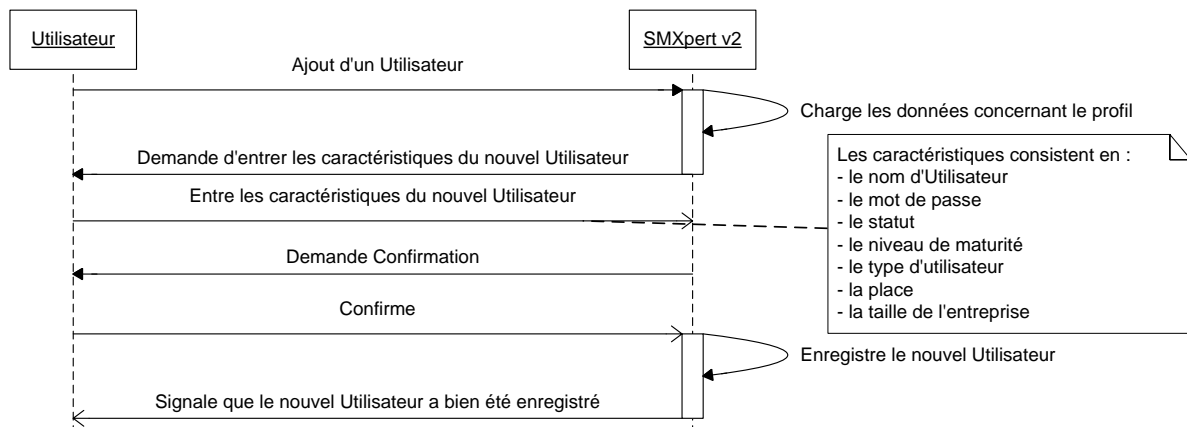 Utilisateur
SMXpert v2
Ajout d'un Utilisateur
Charge les données concernant le profil
Demande d'entrer les caractéristiques du nouvel Utilisateur
Les caractéristiques consistent en :
- le nom d'Utilisateur
- le mot de passe
- le statut
- le niveau de maturité
- le type d'utilisateur
- la place
- la taille de l'entreprise
Entre les caractéristiques du nouvel Utilisateur
Demande Confirmation
Confirme
Enregistre le nouvel Utilisateur
Signale que le nouvel Utilisateur a bien été enregistré